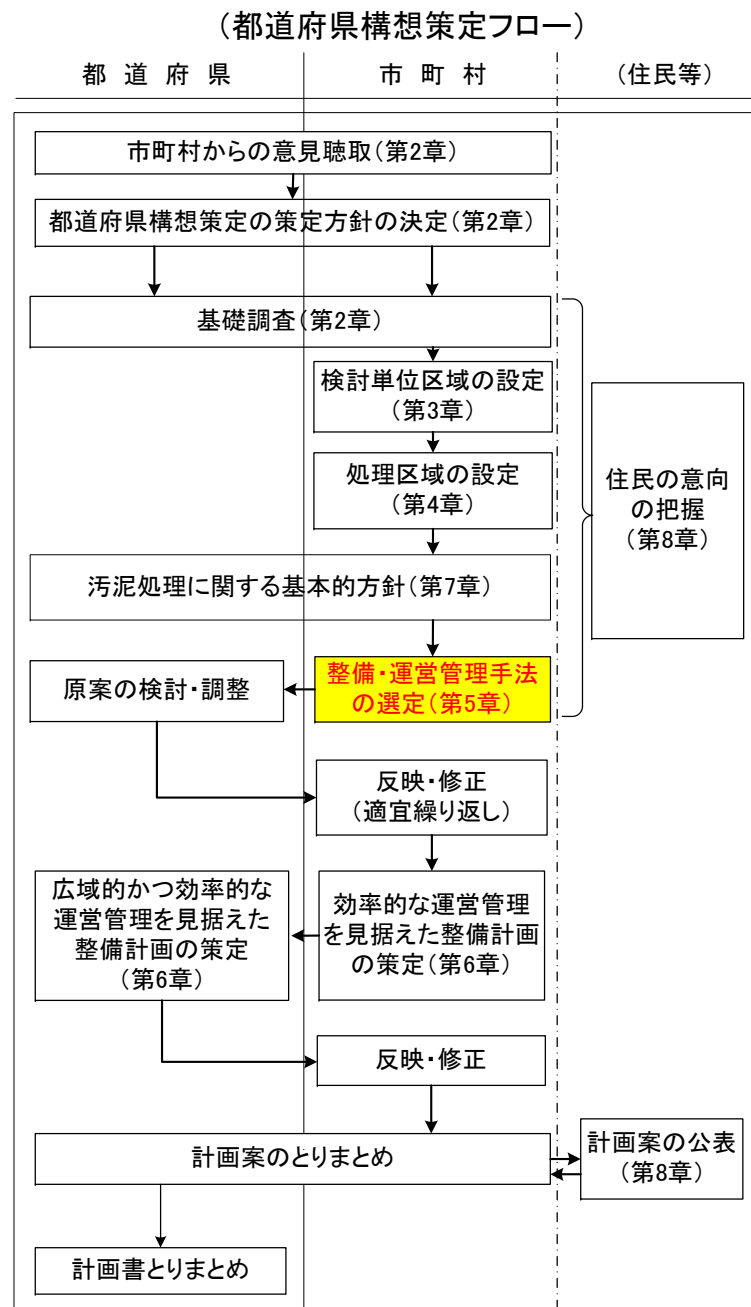 (都道府県構想策定フロー)
都道府県
市町村
(住民等)
市町村からの意見聴取(第2章)
都道府県構想策定の策定方針の決定(第2章)
基礎調査(第2章)
検討単位区域の設定
(第3章)
処理区域の設定
(第4章)
住民の意向
の把握
(第8章)
汚泥処理に関する基本的方針(第7章)
整備・運営管理手法
の選定(第5章)
原案の検討・調整
反映・修正
(適宜繰り返し)
広域的かつ効率的な
運営管理を見据えた
整備計画の策定
(第6章)
効率的な運営管理
を見据えた整備計画
の策定(第6章)
反映・修正
計画案のとりまとめ
計画案の公表
(第8章)
計画書とりまとめ